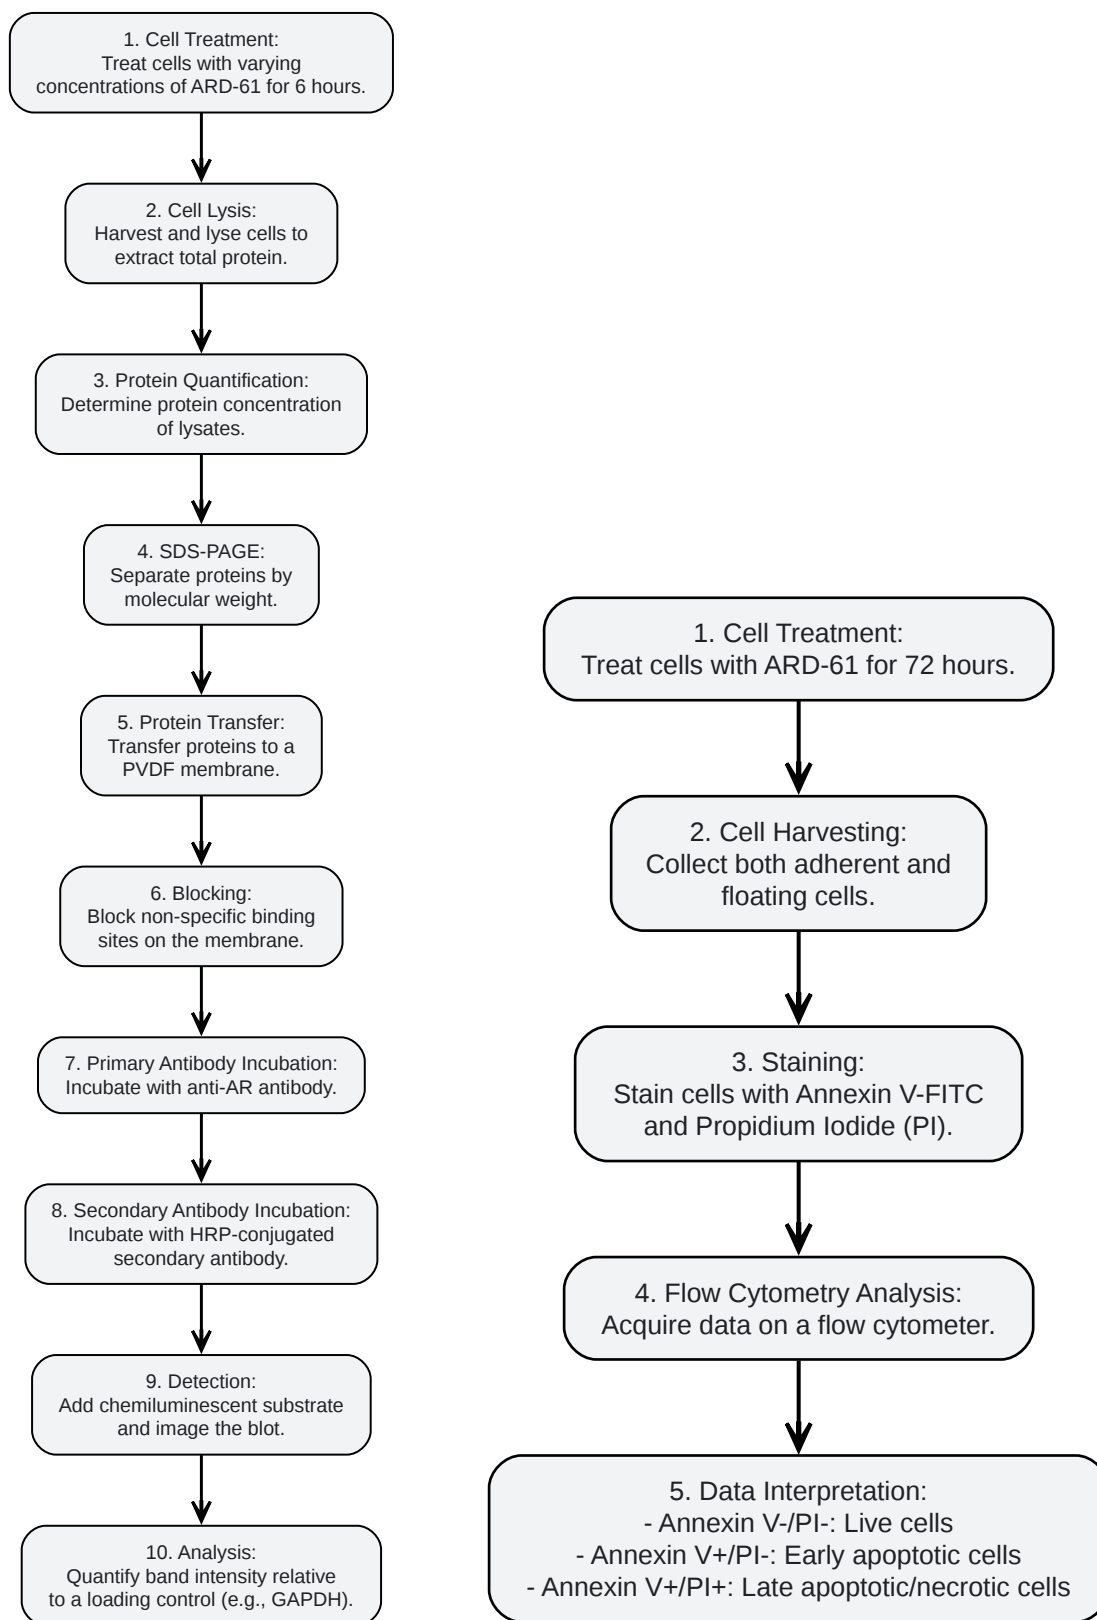 1. Cell Treatment:
Treat cells with varying
concentrations of ARD-61 for 6 hours.
2. Cell Lysis:
Harvest and lyse cells to
extract total protein.
3. Protein Quantification:
Determine protein concentration
of lysates.
4. SDS-PAGE:
Separate proteins by
molecular weight.
5. Protein Transfer:
Transfer proteins to a
PVDF membrane.
6. Blocking:
Block non-specific binding
sites on the membrane.
7. Primary Antibody Incubation:
Incubate with anti-AR antibody.
8. Secondary Antibody Incubation:
Incubate with HRP-conjugated
secondary antibody.
9. Detection:
Add chemiluminescent substrate
and image the blot.
10. Analysis:
Quantify band intensity relative
to a loading control (e.g., GAPDH).
1. Cell Treatment:
Treat cells with ARD-61 for 72 hours.
2. Cell Harvesting:
Collect both adherent and
floating cells.
3. Staining:
Stain cells with Annexin V-FITC
and Propidium Iodide (PI).
4. Flow Cytometry Analysis:
Acquire data on a flow cytometer.
5. Data Interpretation:
- Annexin V-/PI-: Live cells
- Annexin V+/PI-: Early apoptotic cells
- Annexin V+/PI+: Late apoptotic/necrotic cells